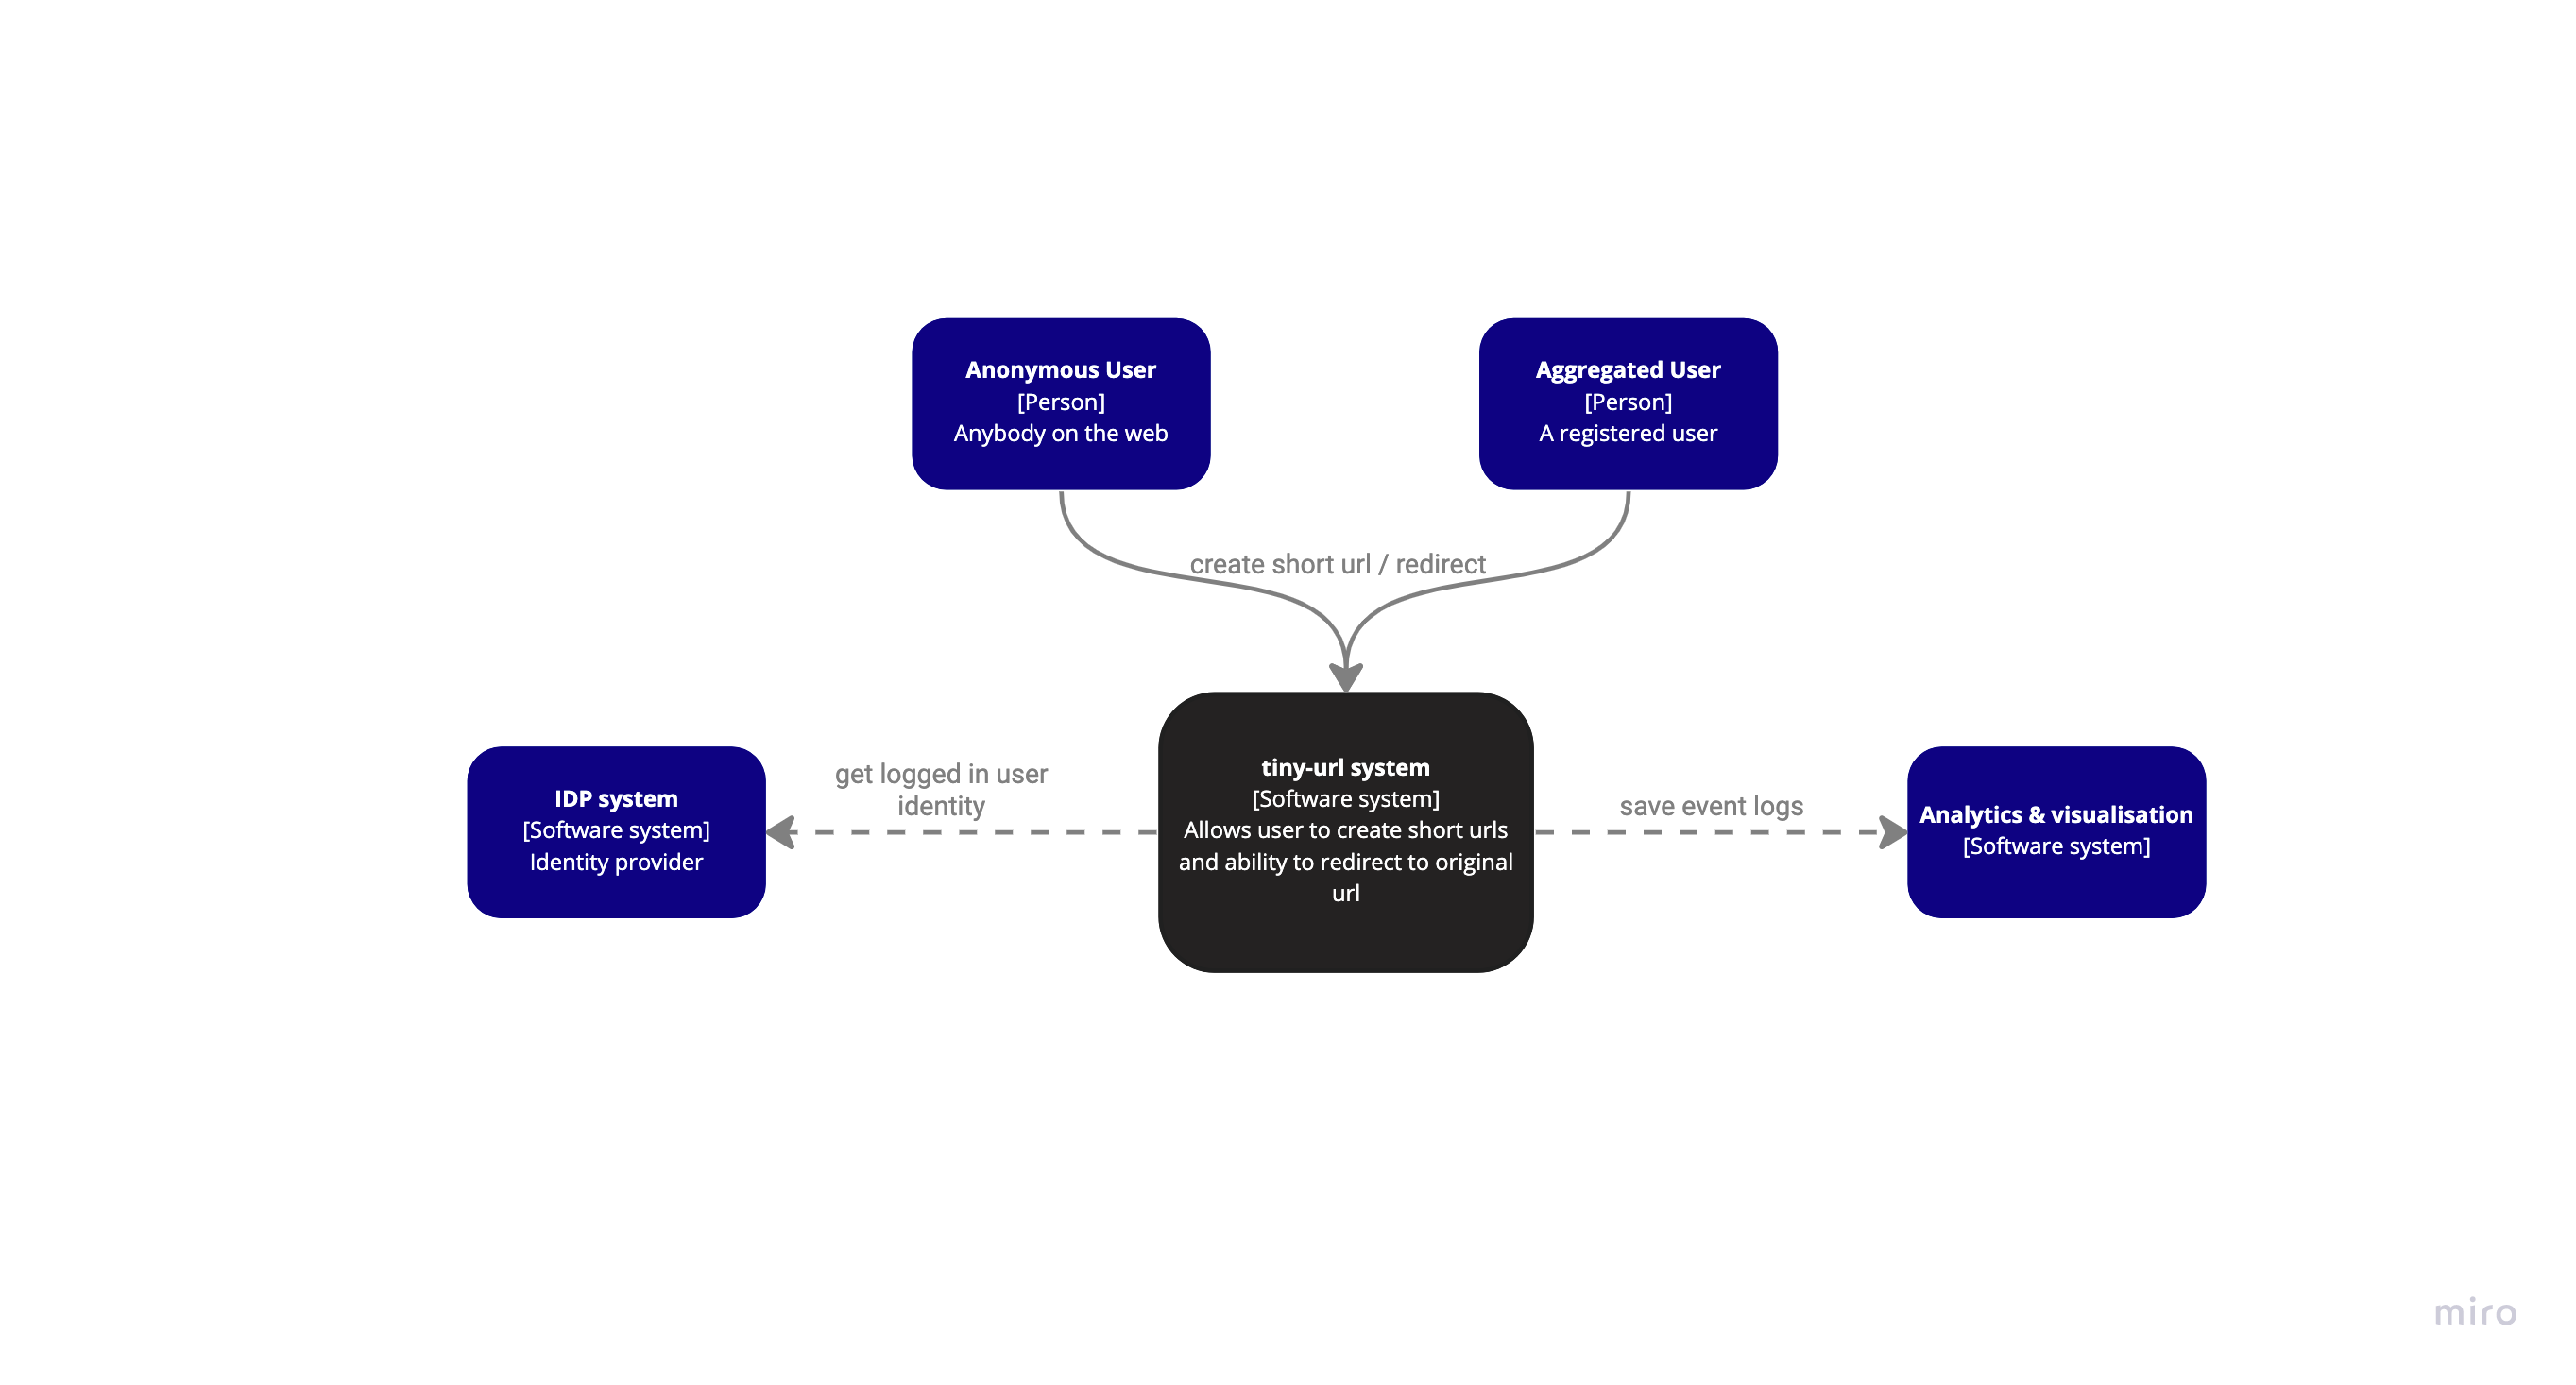 Anonymous User
[Person]
Anybody on the web
Aggregated User
[Person]
A registered user
create short url / redirect
IDP system
[Software system]
Identity provider
get logged in user
identity
tiny-url system
[Software system]
Allows user to create short urls
and ability to redirect to original
url
save event logs
Analytics & visualisation
[Software system]
miro